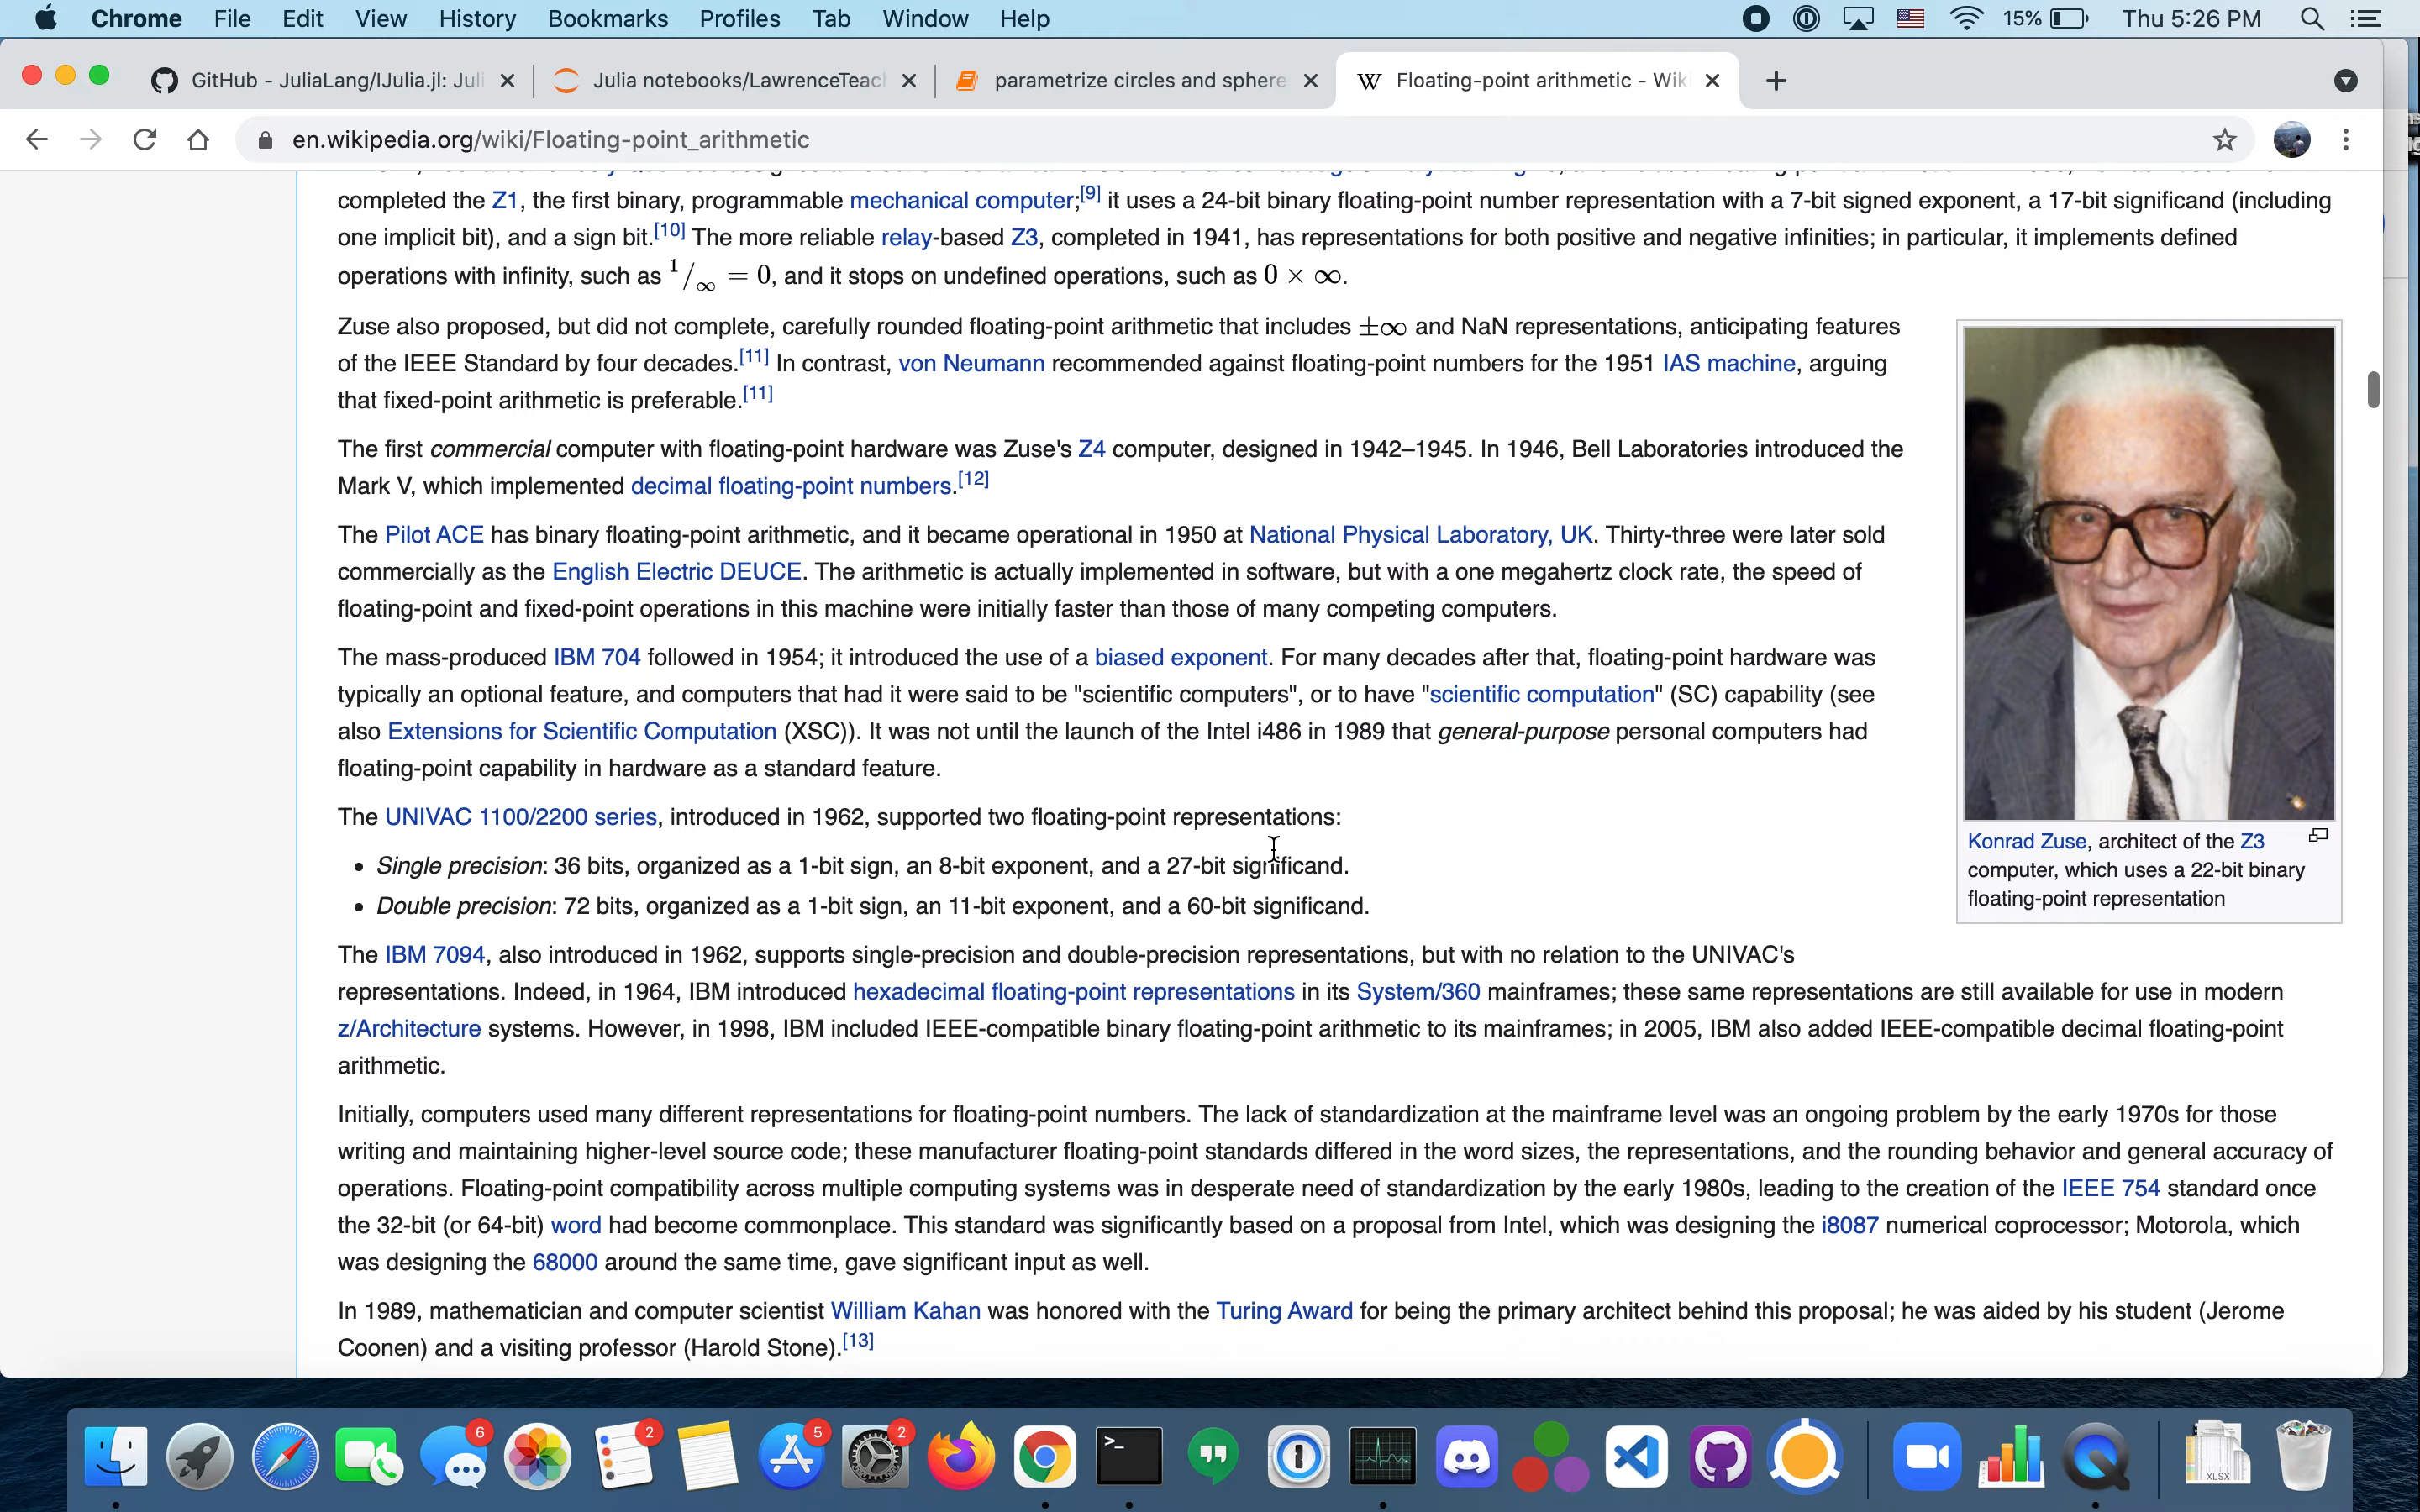 Chrome File Edit View History Bookmarks Profiles Tab Window Help 15% Thu 5:26 PM
GitHub - JuliaLang/IJulia.jl: Juli
Julia notebooks/LawrenceTeach
parametrize circles and sphere
W Floating-point arithmetic - Wiki
en.wikipedia.org/wiki/Floating-point_arithmetic
completed the Z1, the first binary, programmable mechanical computer;[9] it uses a 24-bit binary floating-point number representation with a 7-bit signed exponent, a 17-bit significand (including
one implicit bit), and a sign bit.[10] The more reliable relay-based Z3, completed in 1941, has representations for both positive and negative infinities; in particular, it implements defined
operations with infinity, such as 1/∞ = 0, and it stops on undefined operations, such as 0 × ∞.
Zuse also proposed, but did not complete, carefully rounded floating-point arithmetic that includes ±∞ and NaN representations, anticipating features
of the IEEE Standard by four decades.[11] In contrast, von Neumann recommended against floating-point numbers for the 1951 IAS machine, arguing
that fixed-point arithmetic is preferable.[11]
The first commercial computer with floating-point hardware was Zuse's Z4 computer, designed in 1942–1945. In 1946, Bell Laboratories introduced the
Mark V, which implemented decimal floating-point numbers.[12]
The Pilot ACE has binary floating-point arithmetic, and it became operational in 1950 at National Physical Laboratory, UK. Thirty-three were later sold
commercially as the English Electric DEUCE. The arithmetic is actually implemented in software, but with a one megahertz clock rate, the speed of
floating-point and fixed-point operations in this machine were initially faster than those of many competing computers.
The mass-produced IBM 704 followed in 1954; it introduced the use of a biased exponent. For many decades after that, floating-point hardware was
typically an optional feature, and computers that had it were said to be "scientific computers", or to have "scientific computation" (SC) capability (see
also Extensions for Scientific Computation (XSC)). It was not until the launch of the Intel i486 in 1989 that general-purpose personal computers had
floating-point capability in hardware as a standard feature.
The UNIVAC 1100/2200 series, introduced in 1962, supported two floating-point representations:
• Single precision: 36 bits, organized as a 1-bit sign, an 8-bit exponent, and a 27-bit significand.
• Double precision: 72 bits, organized as a 1-bit sign, an 11-bit exponent, and a 60-bit significand.
Konrad Zuse, architect of the Z3
computer, which uses a 22-bit binary
floating-point representation
The IBM 7094, also introduced in 1962, supports single-precision and double-precision representations, but with no relation to the UNIVAC's
representations. Indeed, in 1964, IBM introduced hexadecimal floating-point representations in its System/360 mainframes; these same representations are still available for use in modern
z/Architecture systems. However, in 1998, IBM included IEEE-compatible binary floating-point arithmetic to its mainframes; in 2005, IBM also added IEEE-compatible decimal floating-point
arithmetic.
Initially, computers used many different representations for floating-point numbers. The lack of standardization at the mainframe level was an ongoing problem by the early 1970s for those
writing and maintaining higher-level source code; these manufacturer floating-point standards differed in the word sizes, the representations, and the rounding behavior and general accuracy of
operations. Floating-point compatibility across multiple computing systems was in desperate need of standardization by the early 1980s, leading to the creation of the IEEE 754 standard once
the 32-bit (or 64-bit) word had become commonplace. This standard was significantly based on a proposal from Intel, which was designing the i8087 numerical coprocessor; Motorola, which
was designing the 68000 around the same time, gave significant input as well.
In 1989, mathematician and computer scientist William Kahan was honored with the Turing Award for being the primary architect behind this proposal; he was aided by his student (Jerome
Coonen) and a visiting professor (Harold Stone).[13]
6 2 5 2
>_
XLSX